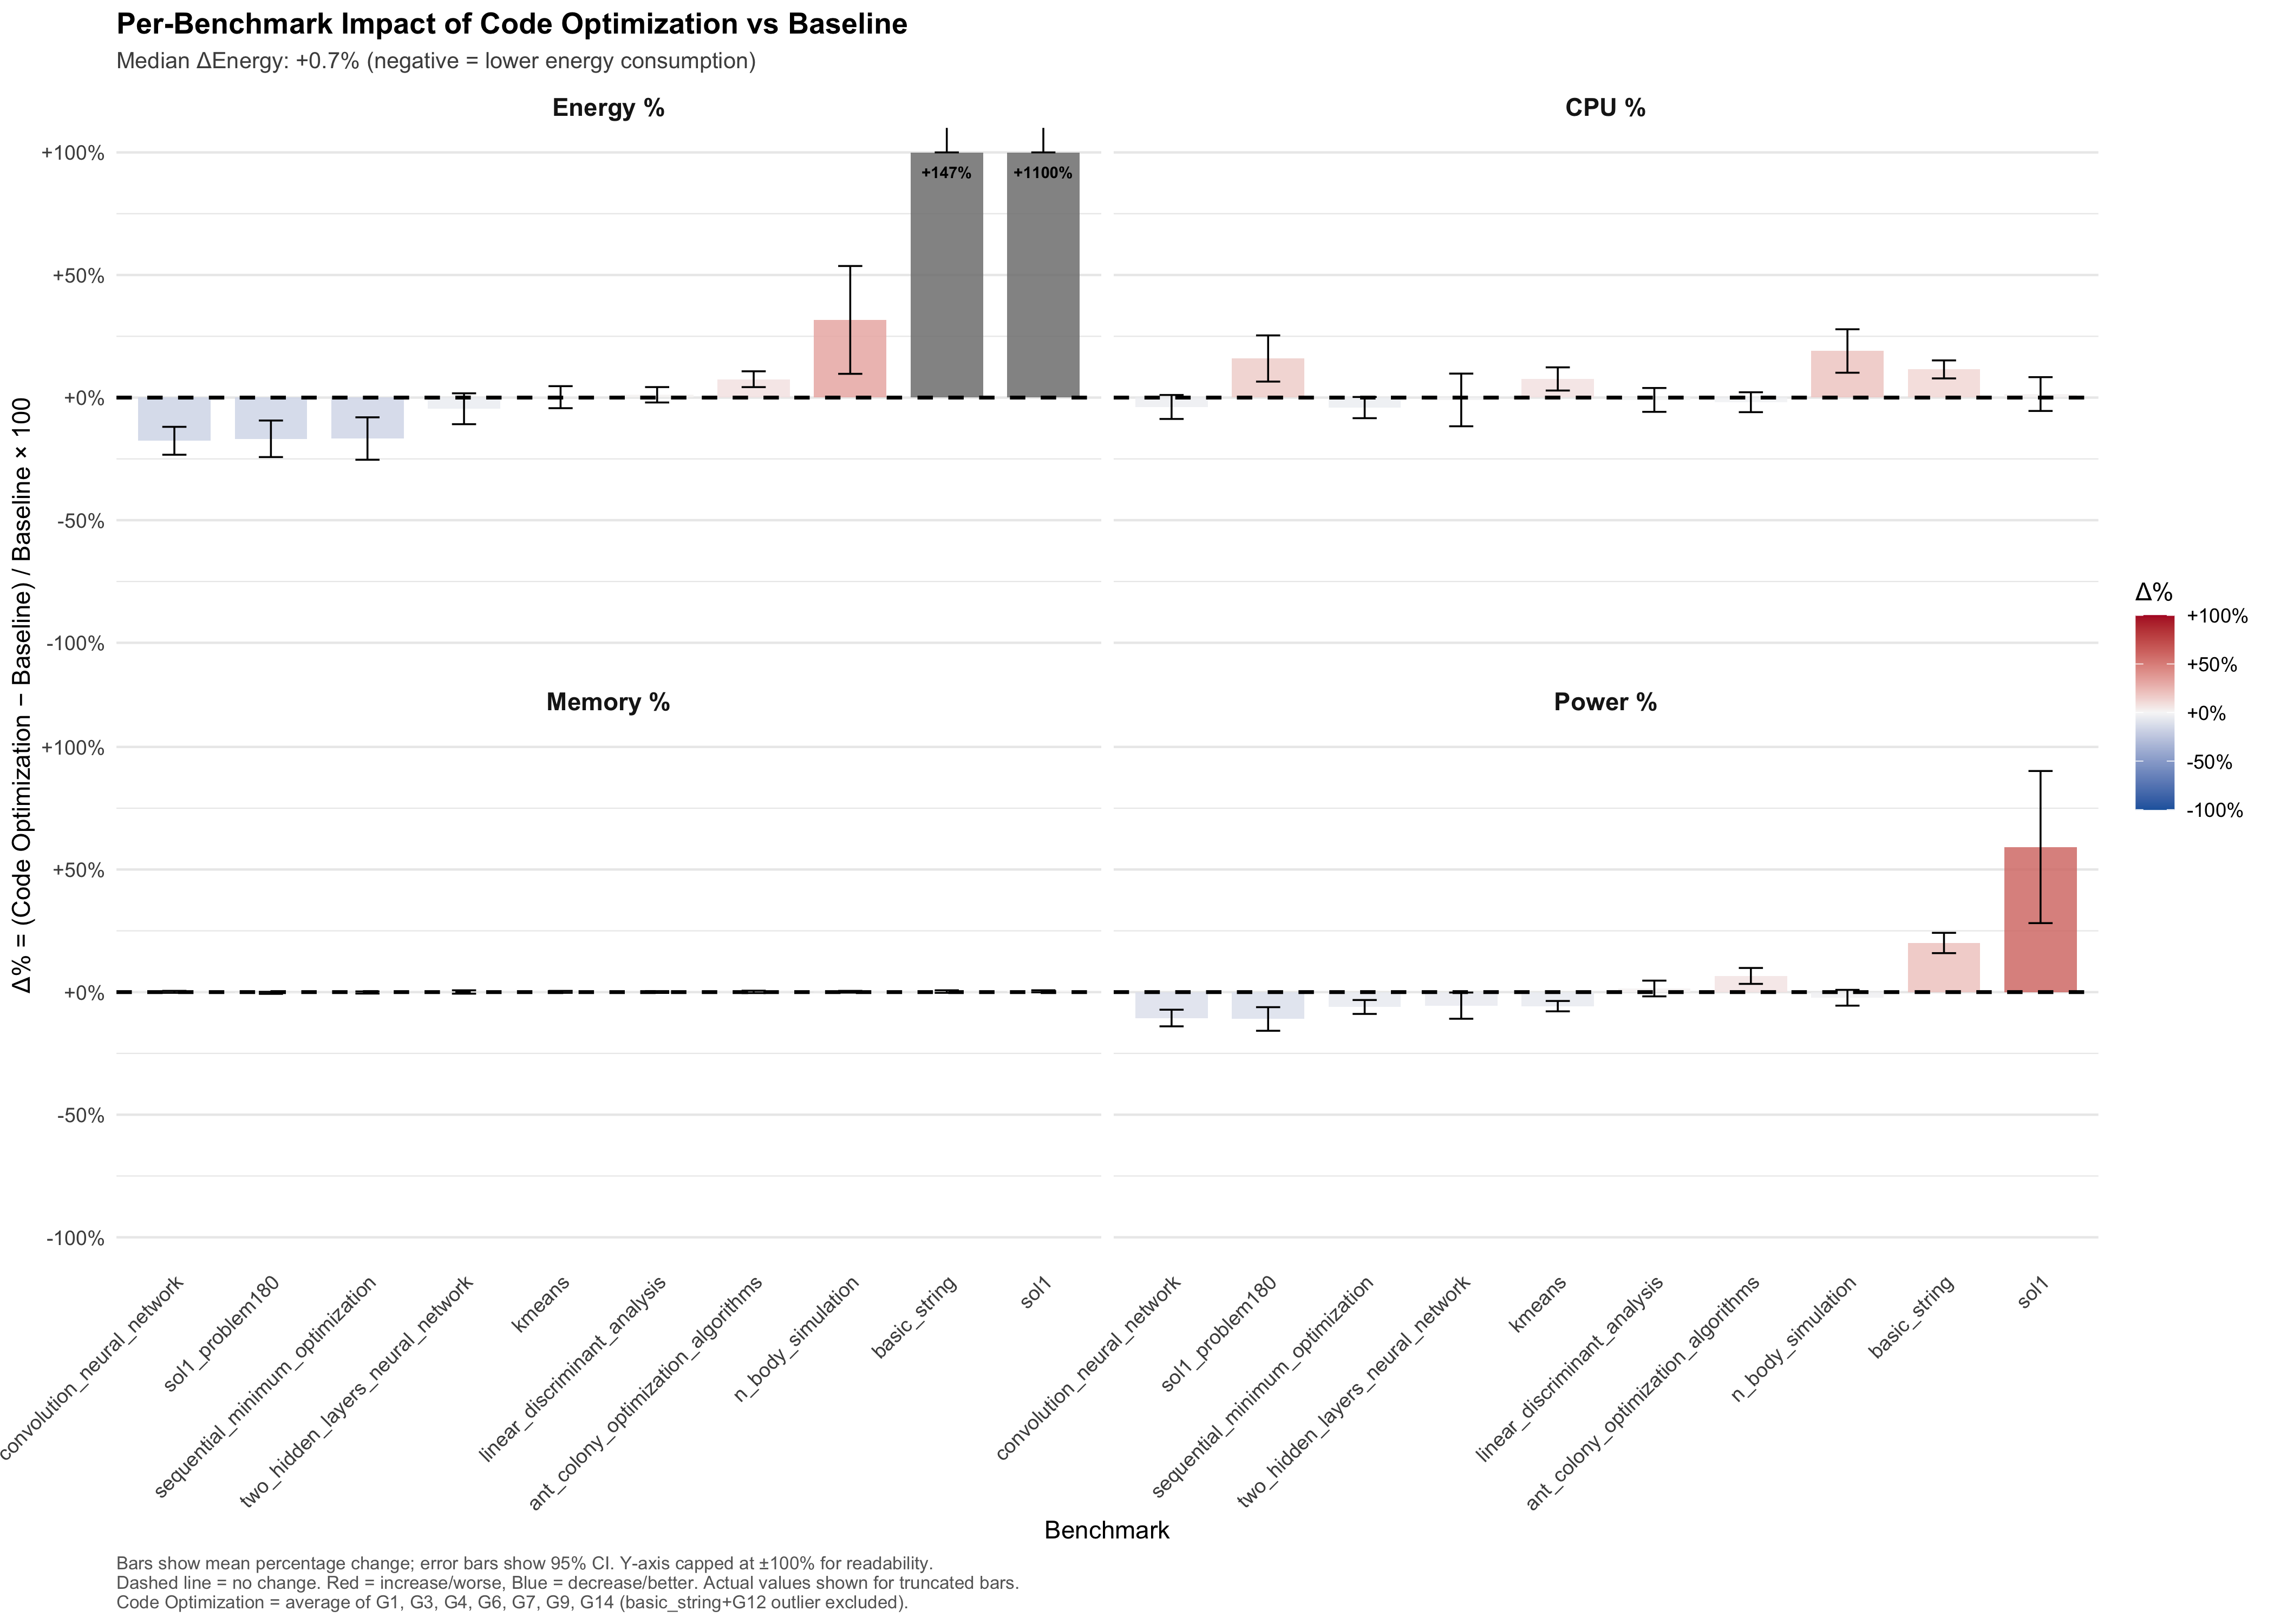 Per-Benchmark Impact of Code Optimization vs Baseline
Median ΔEnergy: +0.7% (negative = lower energy consumption)
Energy %
CPU %
+100%
+50%
+0%
-50%
-100%
+147%
+1100%
Memory %
Power %
+100%
+50%
+0%
-50%
-100%
Δ% = (Code Optimization − Baseline) / Baseline × 100
Δ%
+100%
+50%
+0%
-50%
-100%
convolution_neural_network
sol1_problem180
sequential_minimum_optimization
two_hidden_layers_neural_network
kmeans
linear_discriminant_analysis
ant_colony_optimization_algorithms
n_body_simulation
basic_string
sol1
convolution_neural_network
sol1_problem180
sequential_minimum_optimization
two_hidden_layers_neural_network
kmeans
linear_discriminant_analysis
ant_colony_optimization_algorithms
n_body_simulation
basic_string
sol1
Benchmark
Bars show mean percentage change; error bars show 95% CI. Y-axis capped at ±100% for readability.
Dashed line = no change. Red = increase/worse, Blue = decrease/better. Actual values shown for truncated bars.
Code Optimization = average of G1, G3, G4, G6, G7, G9, G14 (basic_string+G12 outlier excluded).